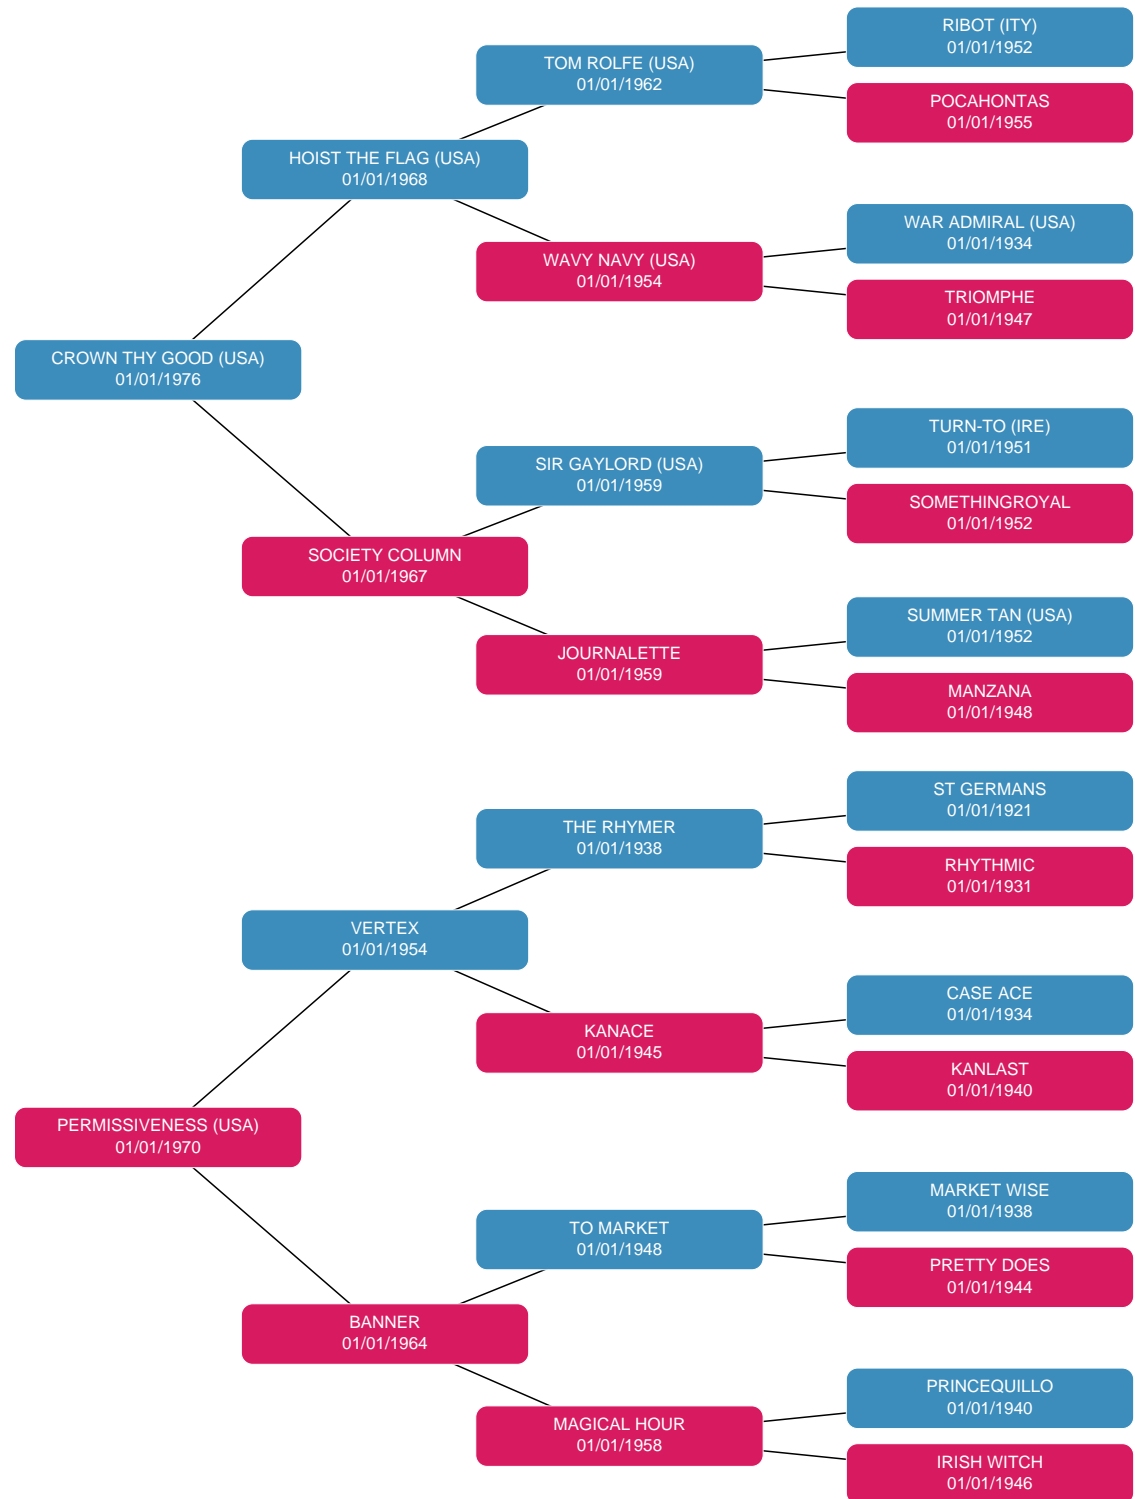 RIBOT (ITY)
01/01/1952
TOM ROLFE (USA)
01/01/1962
POCAHONTAS
01/01/1955
HOIST THE FLAG (USA)
01/01/1968
WAR ADMIRAL (USA)
01/01/1934
WAVY NAVY (USA)
01/01/1954
TRIOMPHE
01/01/1947
CROWN THY GOOD (USA)
01/01/1976
TURN-TO (IRE)
01/01/1951
SIR GAYLORD (USA)
01/01/1959
SOMETHINGROYAL
01/01/1952
SOCIETY COLUMN
01/01/1967
SUMMER TAN (USA)
01/01/1952
JOURNALETTE
01/01/1959
MANZANA
01/01/1948
ST GERMANS
01/01/1921
THE RHYMER
01/01/1938
RHYTHMIC
01/01/1931
VERTEX
01/01/1954
CASE ACE
01/01/1934
KANACE
01/01/1945
KANLAST
01/01/1940
PERMISSIVENESS (USA)
01/01/1970
MARKET WISE
01/01/1938
TO MARKET
01/01/1948
PRETTY DOES
01/01/1944
BANNER
01/01/1964
PRINCEQUILLO
01/01/1940
MAGICAL HOUR
01/01/1958
IRISH WITCH
01/01/1946